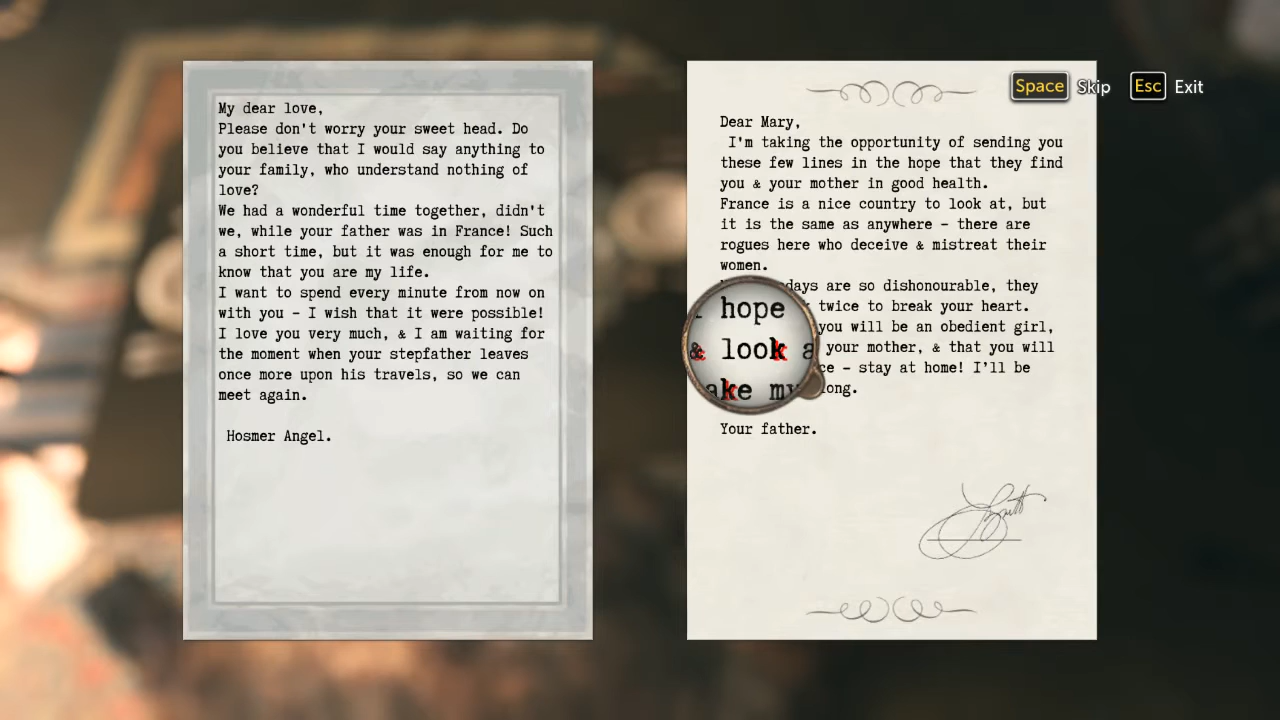 My dear love,
Please don't worry your sweet head. Do
you believe that I would say anything to
your family, who understand nothing of
love?
We had a wonderful time together, didn't
we, while your father was in France! Such
a short time, but it was enough for me to
know that you are my life.
I want to spend every minute from now on
with you - I wish that it were possible!
I love you very much, & I am waiting for
the moment when your stepfather leaves
once more upon his travels, so we can
meet again.
Hosmer Angel.
Space Skip Esc Exit
Dear Mary,
I'm taking the opportunity of sending you
these few lines in the hope that they find
you & your mother in good health.
France is a nice country to look at, but
it is the same as anywhere - there are
rogues here who deceive & mistreat their
women.
days are so dishonourable, they
twice to break your heart.
hope you will be an obedient girl,
& look your mother, & that you will
- stay at home! I'll be
my long.
Your father.